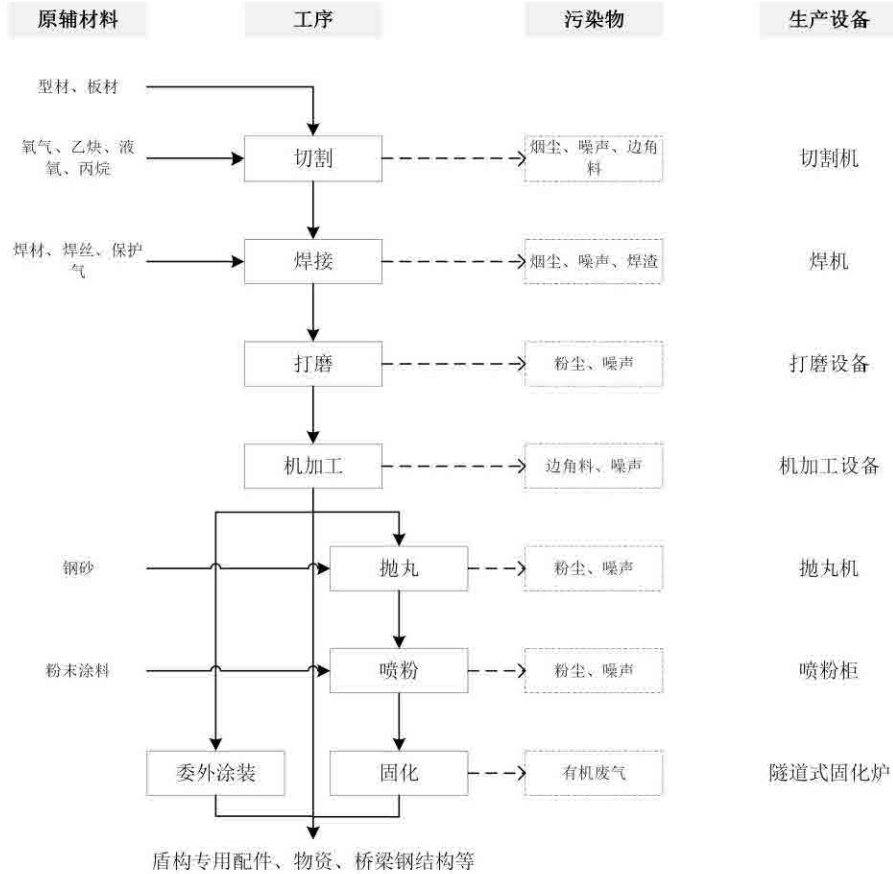 原辅材料 工序 污染物 生产设备
型材、板材
氧气、乙炔、液
氧、丙烷
切割
烟尘、噪声、边角
料
切割机
焊材、焊丝、保护
气
焊接
烟尘、噪声、焊渣
焊机
打磨
粉尘、噪声
打磨设备
机加工
边角料、噪声
机加工设备
钢砂
抛丸
粉尘、噪声
抛丸机
粉末涂料
喷粉
粉尘、噪声
喷粉柜
委外涂装
固化
有机废气
隧道式固化炉
盾构专用配件、物资、桥梁钢结构等